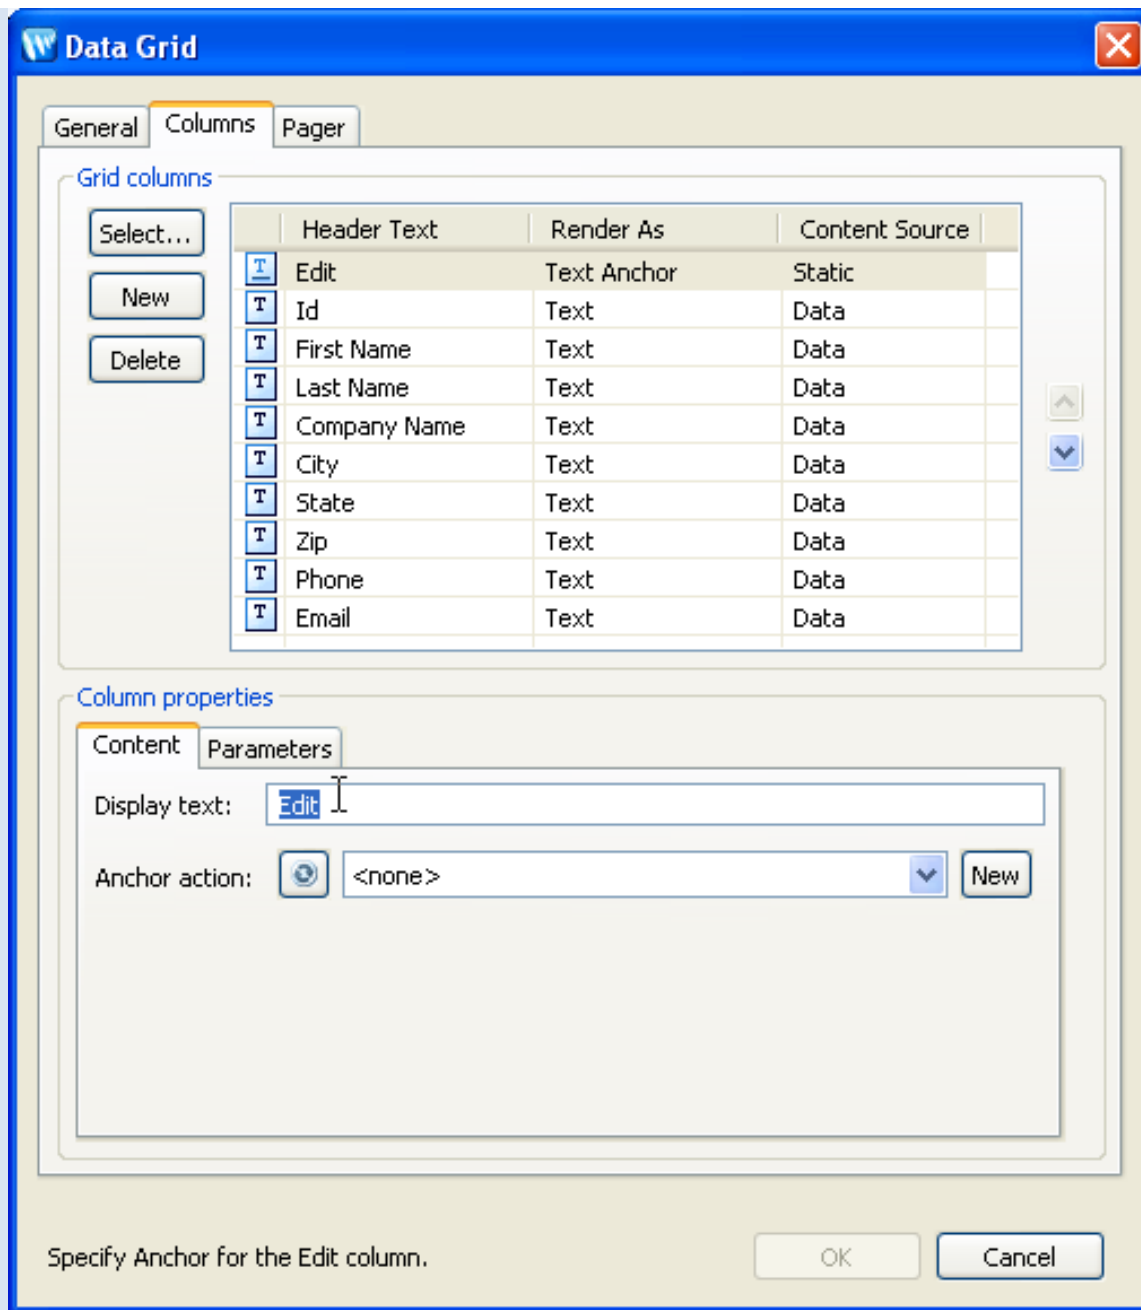 Data Grid
General Columns Pager
Grid columns
Select...
New
Delete
Header Text Render As Content Source
T Edit Text Anchor Static
T Id Text Data
T First Name Text Data
T Last Name Text Data
T Company Name Text Data
T City Text Data
T State Text Data
T Zip Text Data
T Phone Text Data
T Email Text Data
Column properties
Content Parameters
Display text: Edit
Anchor action: <none> New
Specify Anchor for the Edit column. OK Cancel